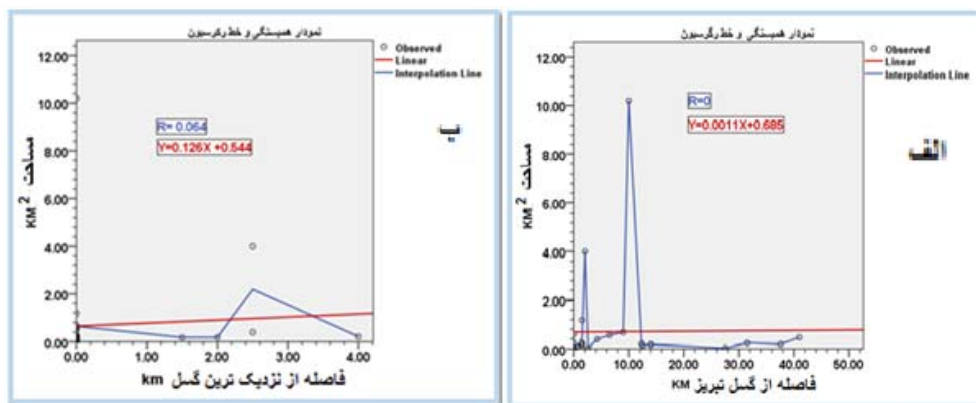 نمودار همبستگی و خط رگرسیون
Observed
Linear
Interpolation Line
R=0
Y=0.0011X+0.685
الف
مساحت KM²
12.00
10.00
8.00
6.00
4.00
2.00
0.00
0.00 10.00 20.00 30.00 40.00 50.00
فاصله از گسل تبریز KM
نمودار همبستگی و خط رگرسیون
Observed
Linear
Interpolation Line
R= 0.064
Y=0.126X +0.544
ب
مساحت KM²
12.00
10.00
8.00
6.00
4.00
2.00
0.00
0.00 1.00 2.00 3.00 4.00
فاصله از نزدیک ترین گسل km